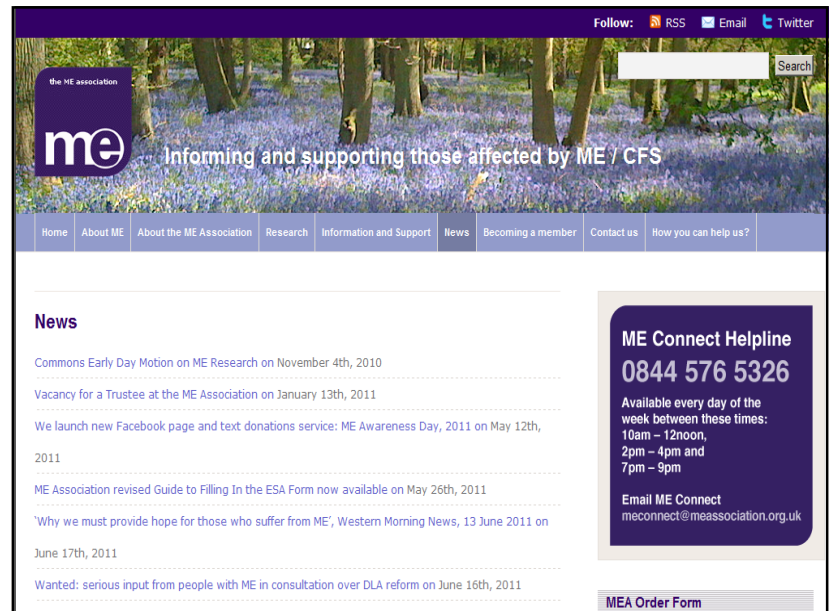 Follow: RSS Email Twitter
Search
the ME association
me
Informing and supporting those affected by ME / CFS
Home About ME About the ME Association Research Information and Support News Becoming a member Contact us How you can help us?
News
Commons Early Day Motion on ME Research on November 4th, 2010
Vacancy for a Trustee at the ME Association on January 13th, 2011
We launch new Facebook page and text donations service: ME Awareness Day, 2011 on May 12th,
2011
ME Association revised Guide to Filling In the ESA Form now available on May 26th, 2011
‘Why we must provide hope for those who suffer from ME’, Western Morning News, 13 June 2011 on
June 17th, 2011
Wanted: serious input from people with ME in consultation over DLA reform on June 16th, 2011
ME Connect Helpline
0844 576 5326
Available every day of the
week between these times:
10am – 12noon,
2pm – 4pm and
7pm – 9pm
Email ME Connect
meconnect@meassociation.org.uk
MEA Order Form